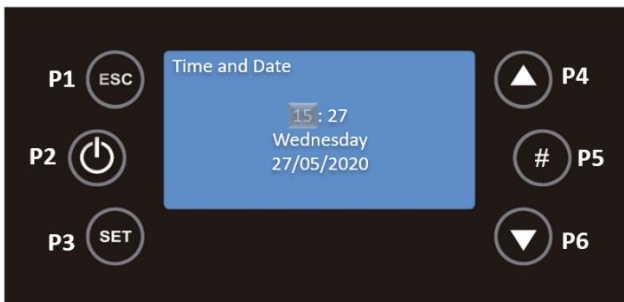 P1 ESC
P2
P3 SET
Time and Date
15 : 27
Wednesday
27/05/2020
P4
# P5
P6